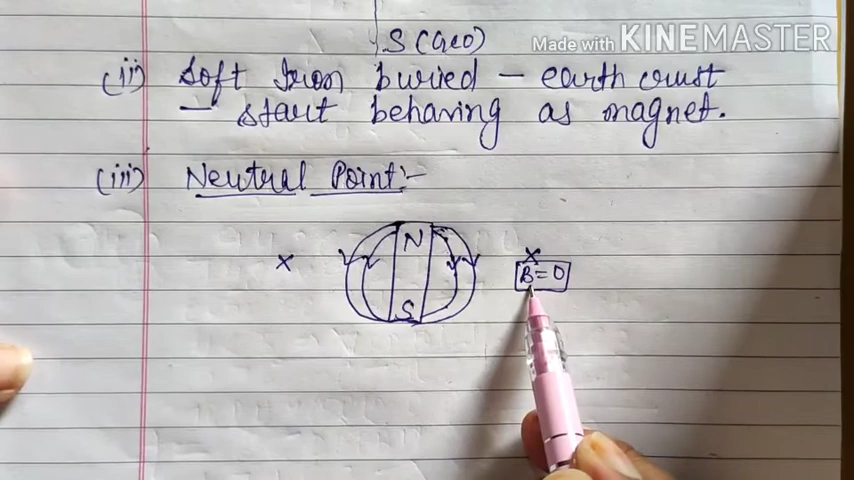 S (Geo)
Made with KINEMASTER
(ii) Soft Iron buried - earth crust
- start behaving as magnet.
(iii) Neutral Point:-
N
x
x
B=0
S